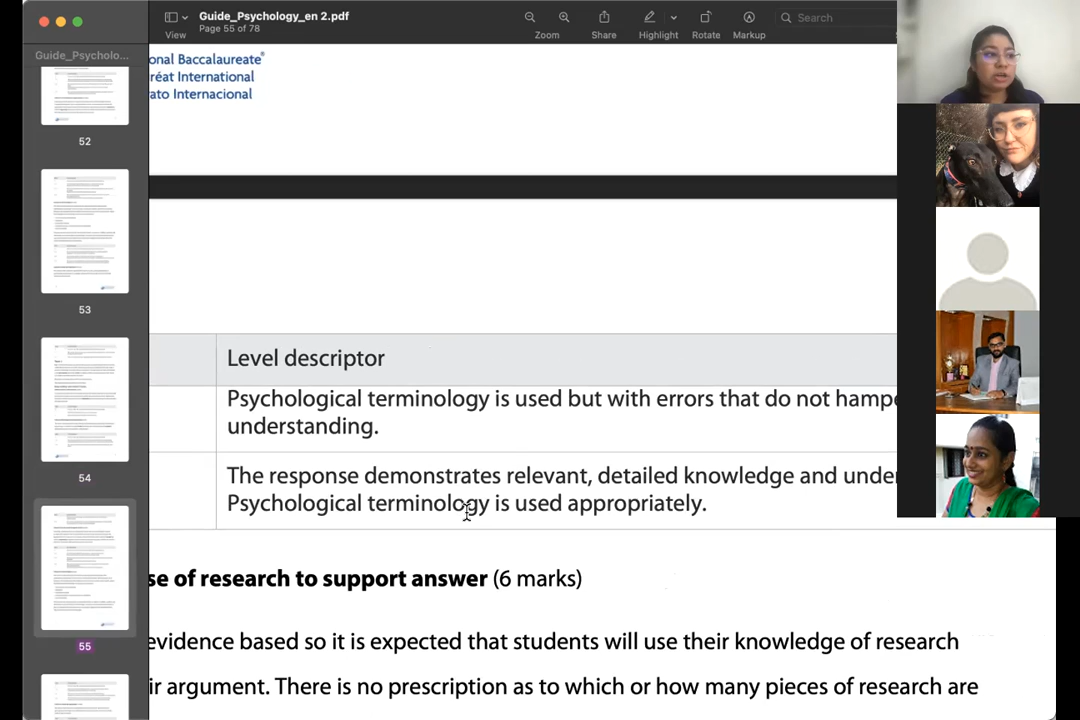 Guide_Psychology_en 2.pdf
Page 55 of 78
View
Zoom
Share
Highlight
Rotate
Markup
Search
Guide_Psycholo...
52
53
54
55
onal Baccalaureate®
réat International
ato Internacional
Level descriptor
Psychological terminology is used but with errors that do not hampe
understanding.
The response demonstrates relevant, detailed knowledge and under
Psychological terminology is used appropriately.
se of research to support answer (6 marks)
evidence based so it is expected that students will use their knowledge of research
ir argument. There is no prescription as to which or how many pieces of research are